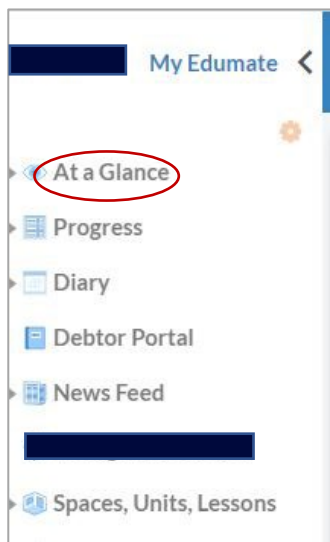 My Edumate
At a Glance
Progress
Diary
Debtor Portal
News Feed
Spaces, Units, Lessons